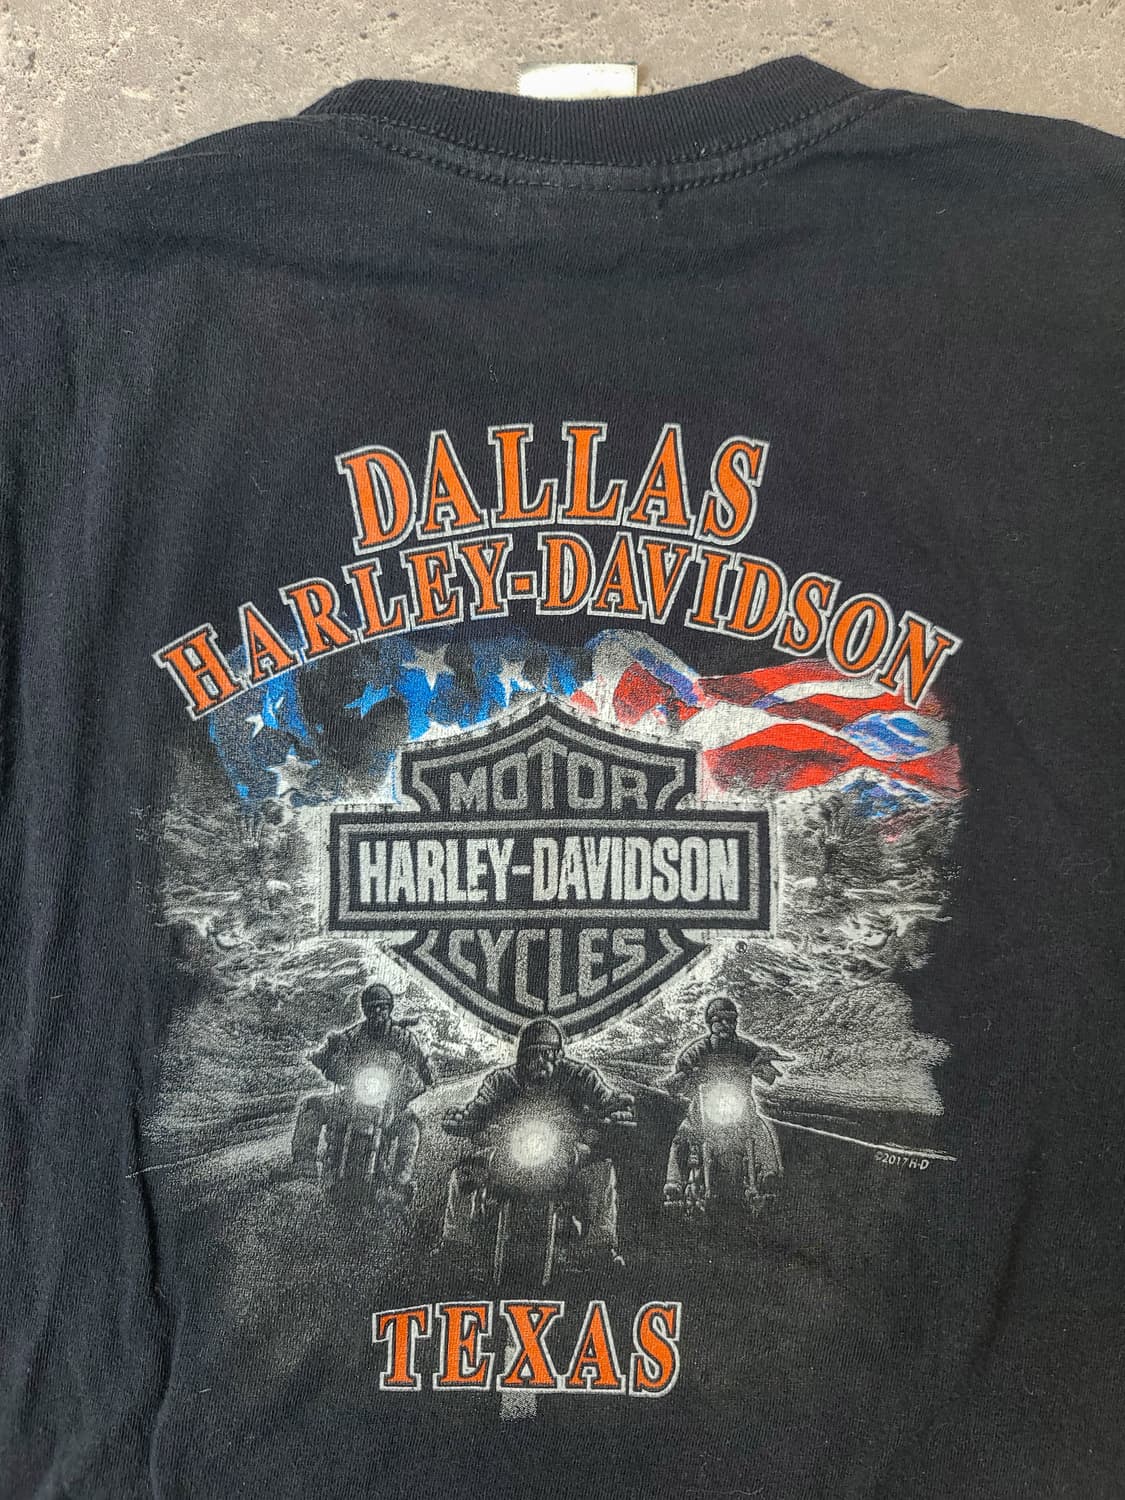 DALLAS
HARLEY-DAVIDSON
MOTOR
HARLEY-DAVIDSON
CYCLES
®
©2017 H-D
TEXAS